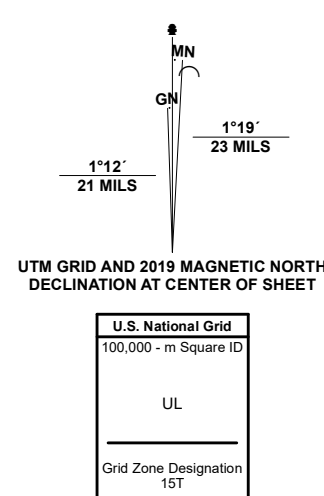 MN
GN
1°19´
23 MILS
1°12´
21 MILS
UTM GRID AND 2019 MAGNETIC NORTH
DECLINATION AT CENTER OF SHEET
U.S. National Grid
100,000 - m Square ID
UL
Grid Zone Designation
15T